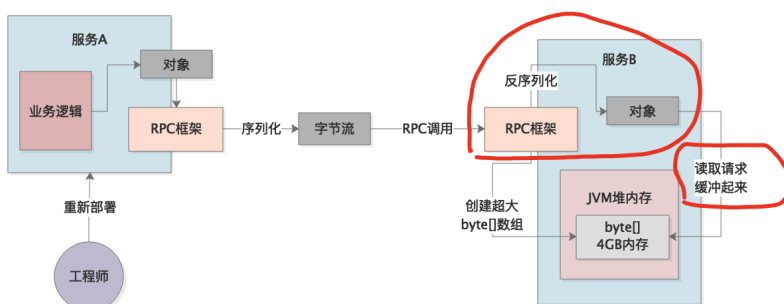 服务A
对象
业务逻辑
RPC框架
序列化
字节流
RPC调用
重新部署
工程师
服务B
反序列化
RPC框架
对象
读取请求
缓冲起来
创建超大
byte[]数组
JVM堆内存
byte[]
4GB内存